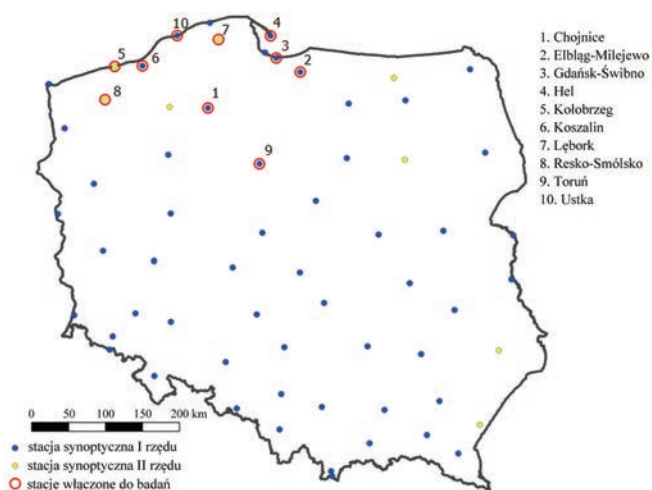 10
4
7
3
5
6
2
8
1
9
1. Chojnice
2. Elbląg-Milejewo
3. Gdańsk-Świbno
4. Hel
5. Kołobrzeg
6. Koszalin
7. Lębork
8. Resko-Smólsko
9. Toruń
10. Ustka
0 50 100 150 200 km
stacja synoptyczna I rzędu
stacja synoptyczna II rzędu
stacje włączone do badań